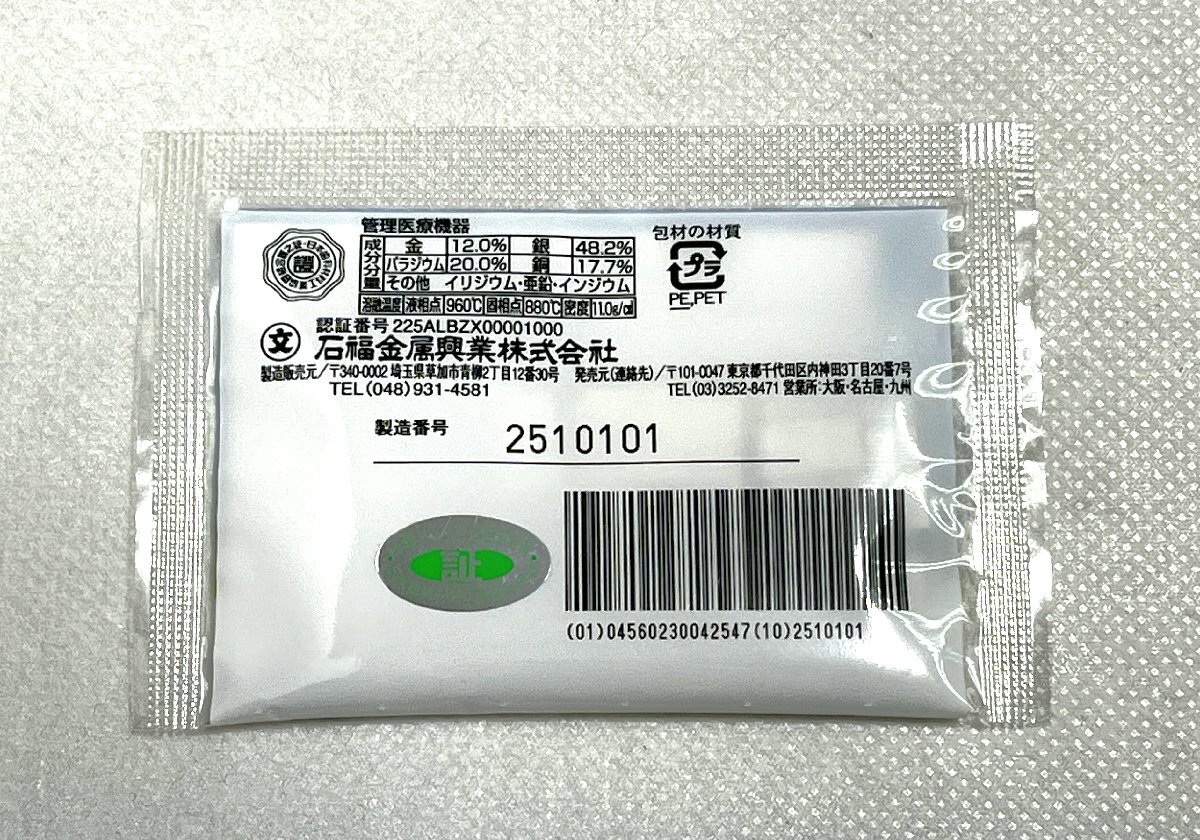 管理医療機器
成分分量 金 12.0% 銀 48.2%
パラジウム 20.0% 銅 17.7%
その他 イリジウム・亜鉛・インジウム
溶融温度 液相点 960℃ 固相点 880℃ 密度 11.0g/c㎥
包材の材質
プラ
PE,PET
認証番号 225ALBZX00001000
文 石福金属興業株式会社
製造販売元/〒340-0002 埼玉県草加市青柳2丁目12番30号 発売元(連絡先)/〒101-0047 東京都千代田区内神田3丁目20番7号
TEL(048)931-4581 TEL(03)3252-8471 営業所:大阪・名古屋・九州
製造番号 2510101
証
(01)04560230042547(10)2510101